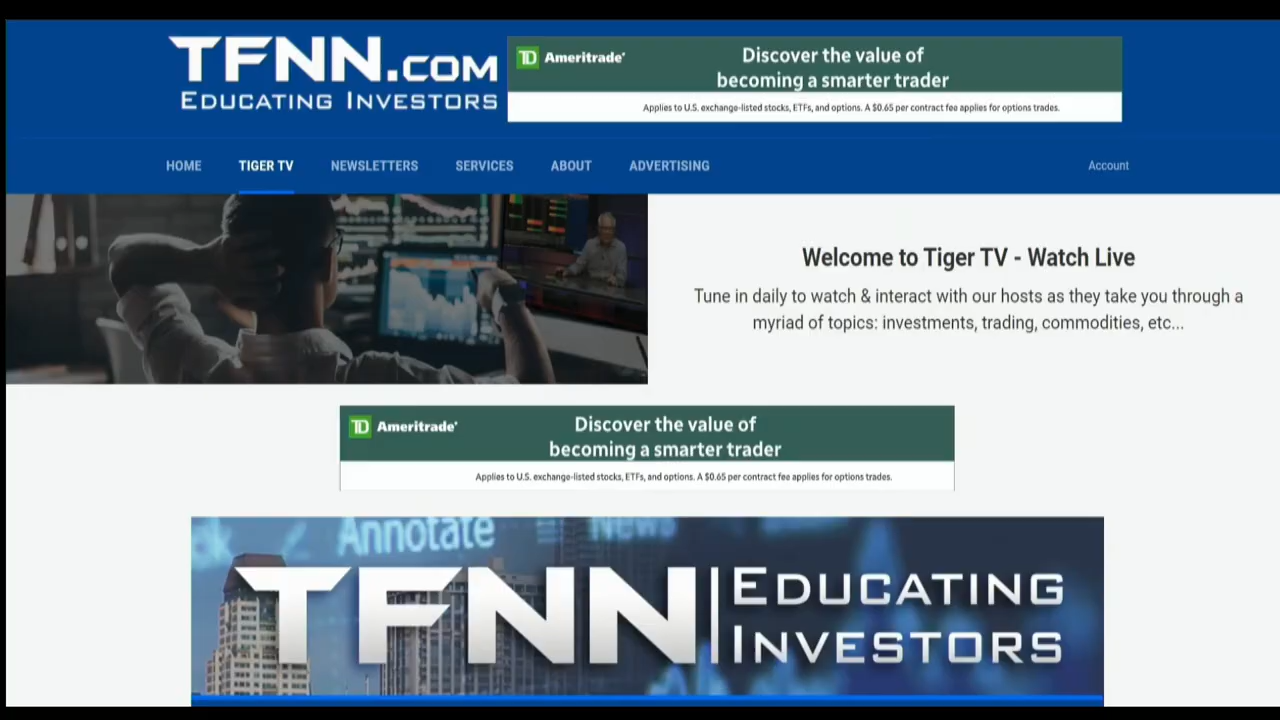 TFNN.COM
EDUCATING INVESTORS
TD Ameritrade
Discover the value of
becoming a smarter trader
Applies to U.S. exchange-listed stocks, ETFs, and options. A $0.65 per contract fee applies for options trades.
HOME TIGER TV NEWSLETTERS SERVICES ABOUT ADVERTISING Account
Welcome to Tiger TV - Watch Live
Tune in daily to watch & interact with our hosts as they take you through a
myriad of topics: investments, trading, commodities, etc...
TD Ameritrade
Discover the value of
becoming a smarter trader
Applies to U.S. exchange-listed stocks, ETFs, and options. A $0.65 per contract fee applies for options trades.
Annotate News
TFNN EDUCATING
INVESTORS